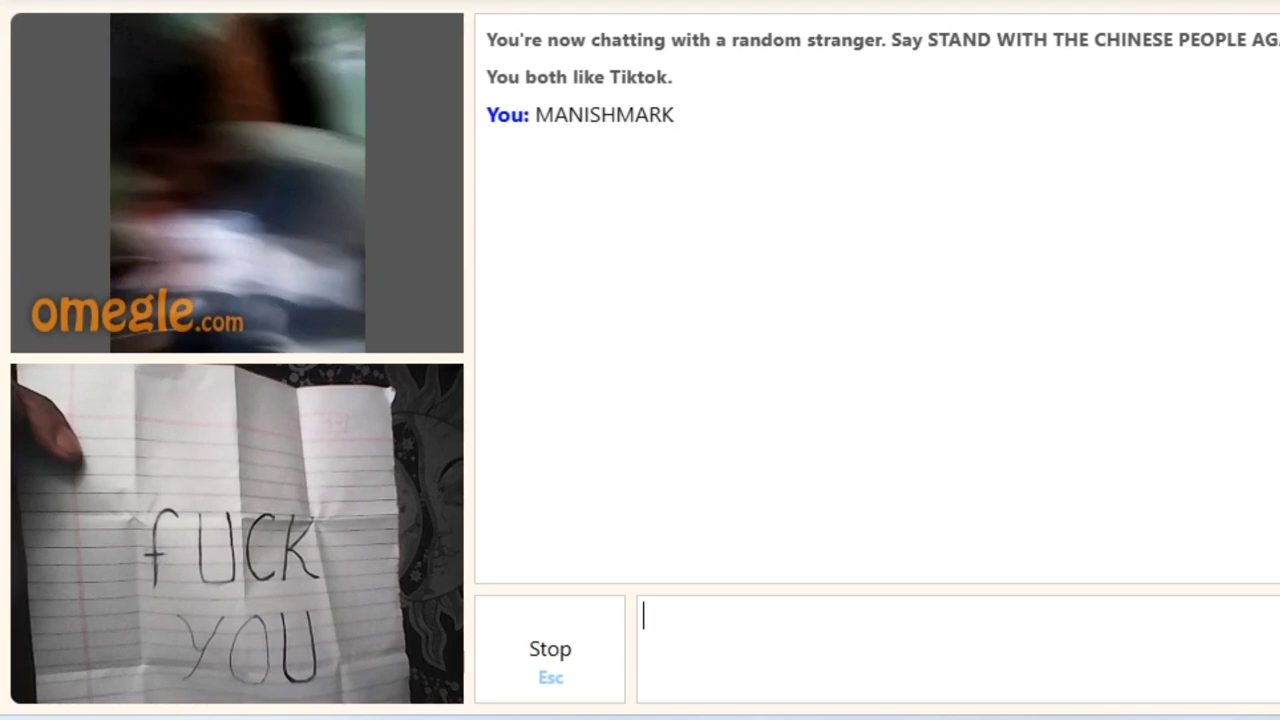 You're now chatting with a random stranger. Say STAND WITH THE CHINESE PEOPLE AG
You both like Tiktok.
You: MANISHMARK
omegle.com
fUCK
YOU
Stop
Esc